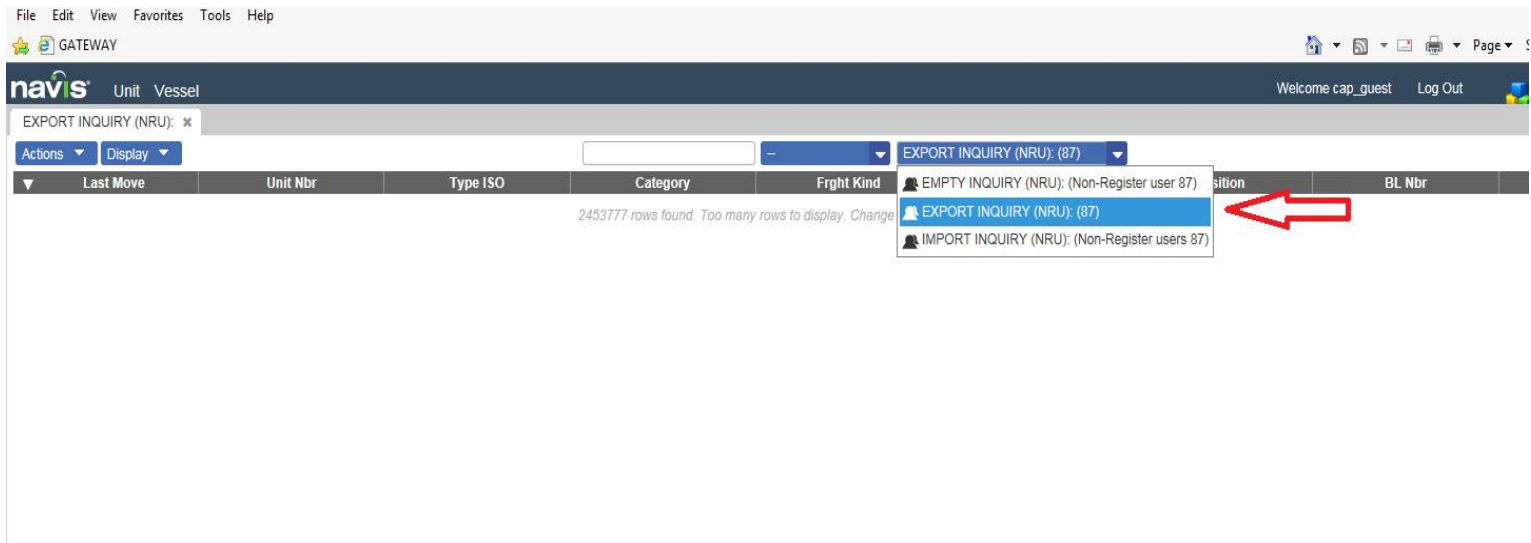 File Edit View Favorites Tools Help
GATEWAY
Page ▾
navis Unit Vessel
Welcome cap_guest Log Out
EXPORT INQUIRY (NRU): ×
Actions Display -- EXPORT INQUIRY (NRU): (87)
Last Move Unit Nbr Type ISO Category Frght Kind sition BL Nbr
EMPTY INQUIRY (NRU): (Non-Register user 87)
2453777 rows found. Too many rows to display. Change
EXPORT INQUIRY (NRU): (87)
IMPORT INQUIRY (NRU): (Non-Register users 87)